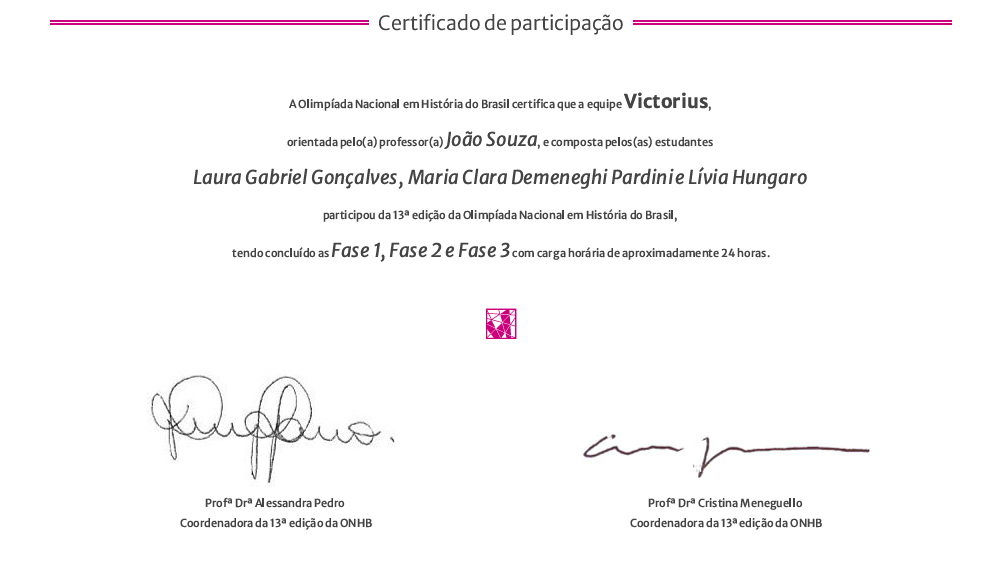 Certificado de participação
A Olimpíada Nacional em História do Brasil certifica que a equipe Victorius,
orientada pelo(a) professor(a) João Souza, e composta pelos(as) estudantes
Laura Gabriel Gonçalves, Maria Clara Demeneghi Pardini e Lívia Hungaro
participou da 13ª edição da Olimpíada Nacional em História do Brasil,
tendo concluído as Fase 1, Fase 2 e Fase 3 com carga horária de aproximadamente 24 horas.
Profª Drª Alessandra Pedro
Coordenadora da 13ª edição da ONHB
Profª Drª Cristina Meneguello
Coordenadora da 13ª edição da ONHB